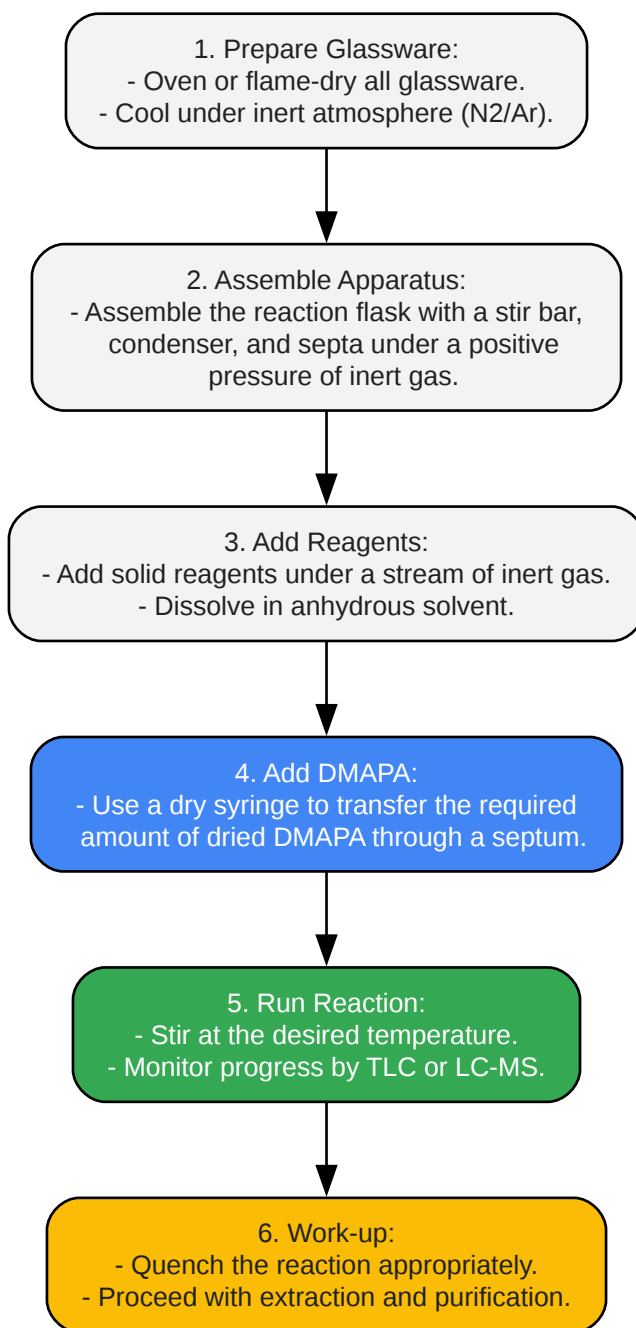 1. Prepare Glassware:
- Oven or flame-dry all glassware.
- Cool under inert atmosphere (N2/Ar).
2. Assemble Apparatus:
- Assemble the reaction flask with a stir bar,
condenser, and septa under a positive
pressure of inert gas.
3. Add Reagents:
- Add solid reagents under a stream of inert gas.
- Dissolve in anhydrous solvent.
4. Add DMAPA:
- Use a dry syringe to transfer the required
amount of dried DMAPA through a septum.
5. Run Reaction:
- Stir at the desired temperature.
- Monitor progress by TLC or LC-MS.
6. Work-up:
- Quench the reaction appropriately.
- Proceed with extraction and purification.